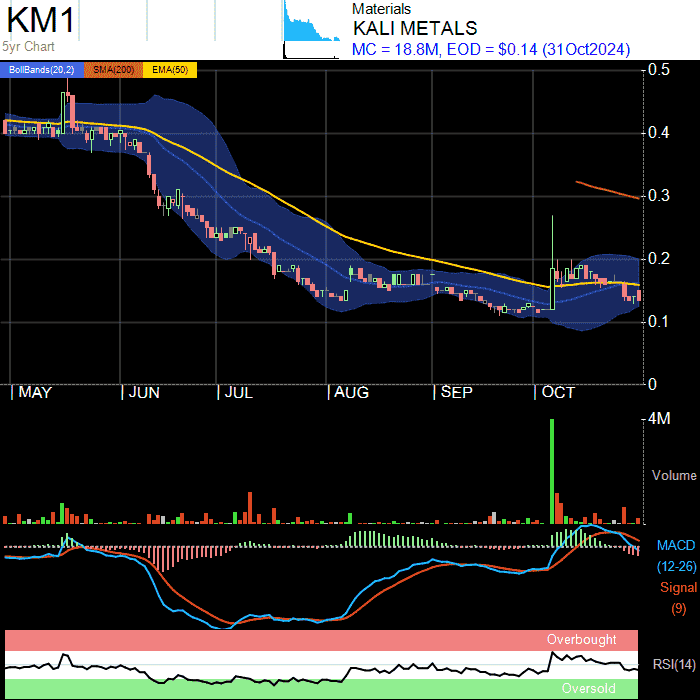 KM1
5yr Chart
Materials
KALI METALS
MC = 18.8M, EOD = $0.14 (31Oct2024)
BollBands(20,2) SMA(200) EMA(50)
0.5
0.4
0.3
0.2
0.1
0
MAY JUN JUL AUG SEP OCT
4M
Volume
MACD
(12-26)
Signal
(9)
Overbought
RSI(14)
Oversold